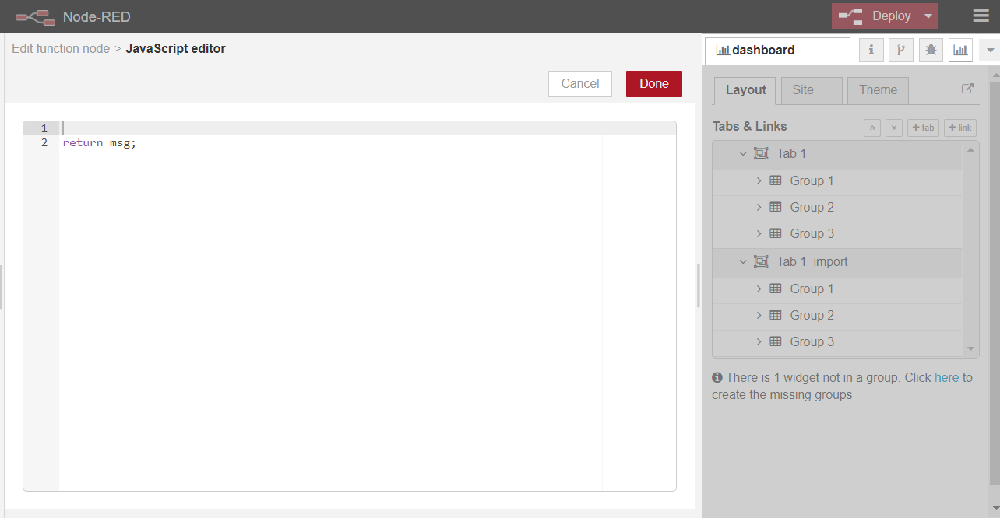 Node-RED
Deploy
Edit function node > JavaScript editor
Cancel
Done
1
2 return msg;
dashboard
Layout
Site
Theme
Tabs & Links
tab
link
Tab 1
Group 1
Group 2
Group 3
Tab 1_import
Group 1
Group 2
Group 3
There is 1 widget not in a group. Click here to
create the missing groups